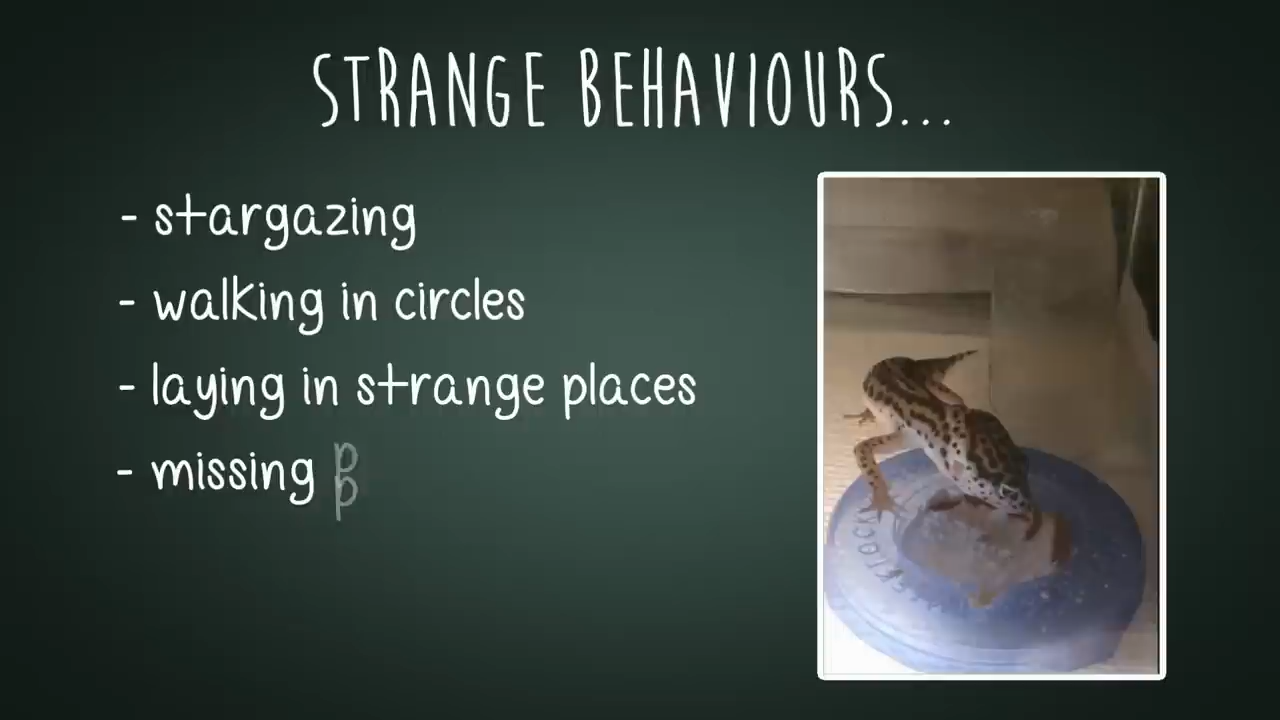 STRANGE BEHAVIOURS...
- stargazing
- walking in circles
- laying in strange places
- missing